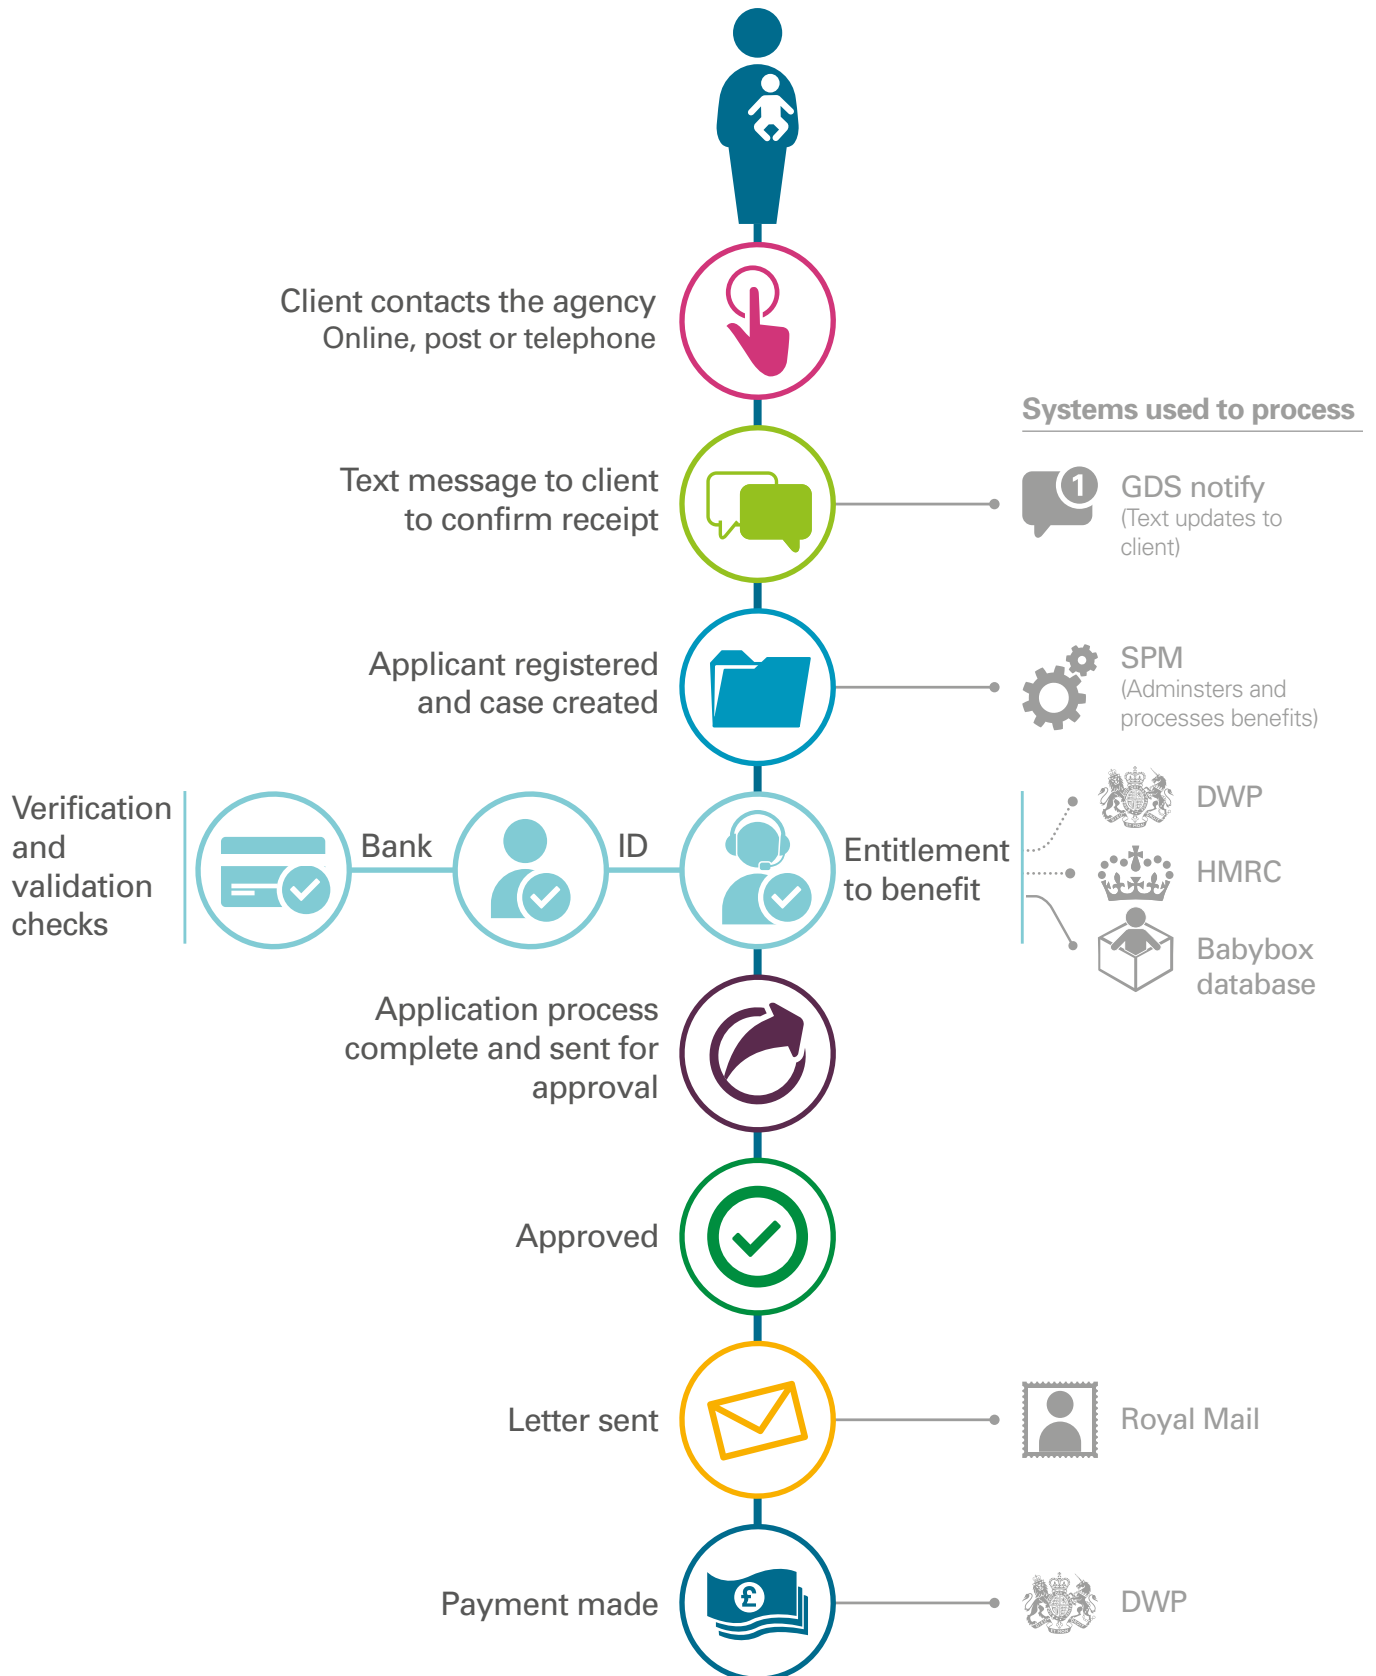 Client contacts the agency
Online, post or telephone
Systems used to process
Text message to client
to confirm receipt
1
GDS notify
(Text updates to
client)
Applicant registered
and case created
SPM
(Adminsters and
processes benefits)
Verification
and
validation
checks
Bank
ID
Entitlement
to benefit
DWP
HMRC
Babybox
database
Application process
complete and sent for
approval
Approved
Letter sent
Royal Mail
Payment made
£
DWP